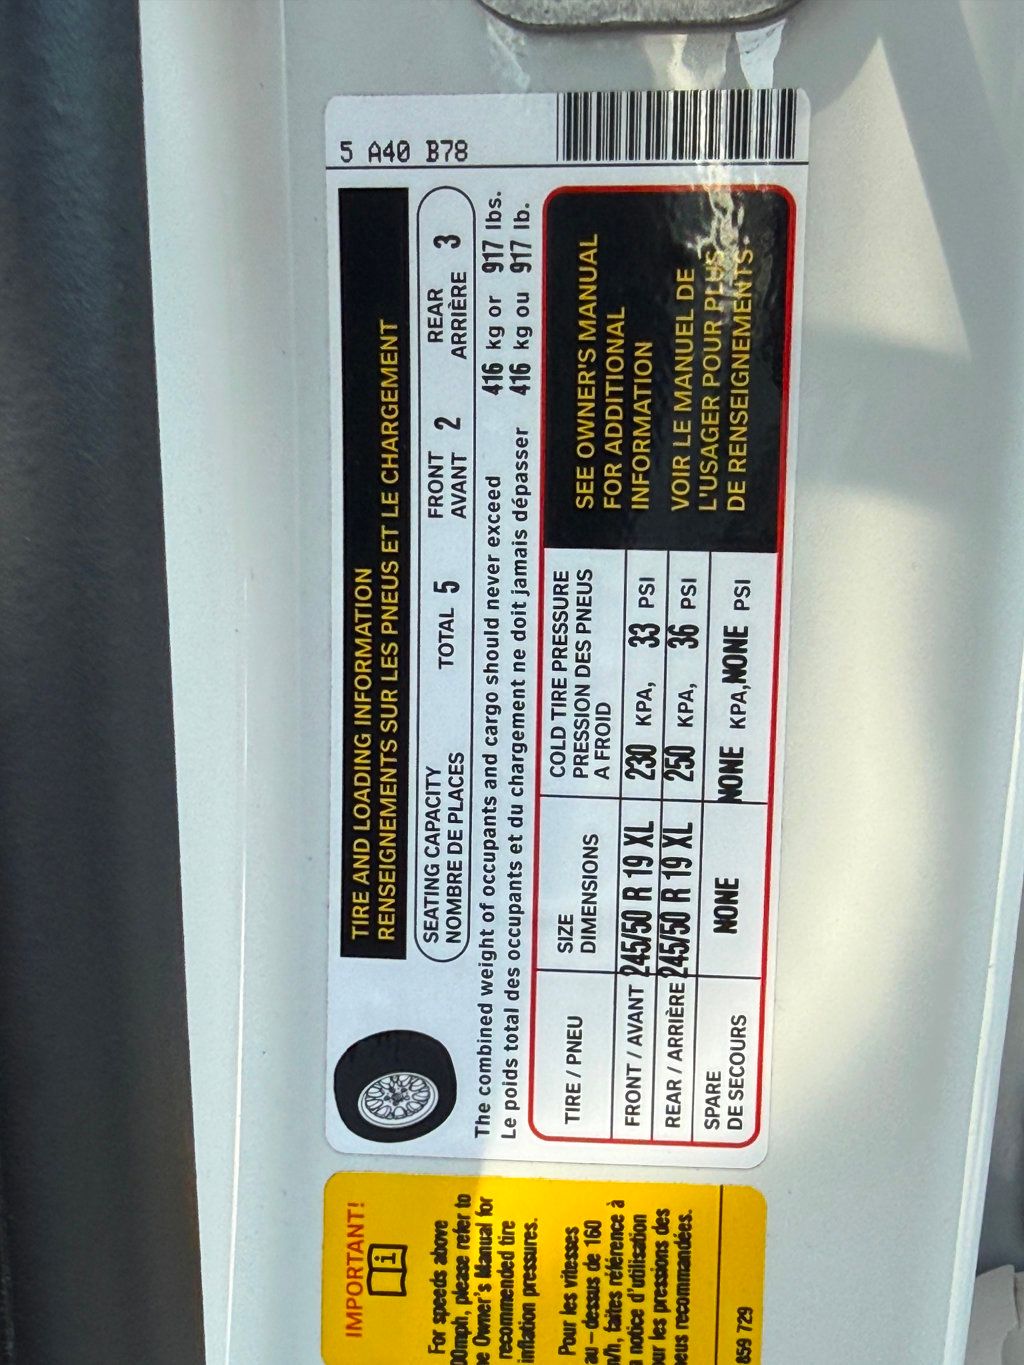 5 A40 B78
TIRE AND LOADING INFORMATION
RENSEIGNEMENTS SUR LES PNEUS ET LE CHARGEMENT
SEATING CAPACITY
NOMBRE DE PLACES
TOTAL 5
FRONT
AVANT 2
REAR
ARRIÈRE 3
The combined weight of occupants and cargo should never exceed 416 kg or 917 lbs.
Le poids total des occupants et du chargement ne doit jamais dépasser 416 kg ou 917 lb.
TIRE / PNEU
SIZE
DIMENSIONS
COLD TIRE PRESSURE
PRESSION DES PNEUS
A FROID
FRONT / AVANT 245/50 R 19 XL 230 KPA, 33 PSI
REAR / ARRIÈRE 245/50 R 19 XL 250 KPA, 36 PSI
SPARE
DE SECOURS
NONE NONE KPA, NONE PSI
SEE OWNER'S MANUAL
FOR ADDITIONAL
INFORMATION
VOIR LE MANUEL DE
L'USAGER POUR PLUS
DE RENSEIGNEMENTS.
IMPORTANT!
For speeds above
00mph, please refer to
e Owner's Manual for
recommended tire
inflation pressures.
Pour les vitesses
au-dessus de 160
m/h, faites référence à
notice d'utilisation
ur les pressions des
neus recommandées.
859 729